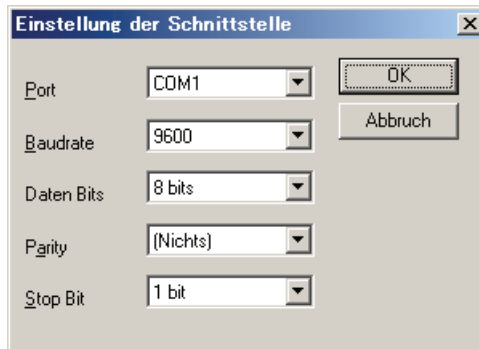 Einstellung der Schnittstelle
Port COM1 OK
Baudrate 9600 Abbruch
Daten Bits 8 bits
Parity (Nichts)
Stop Bit 1 bit